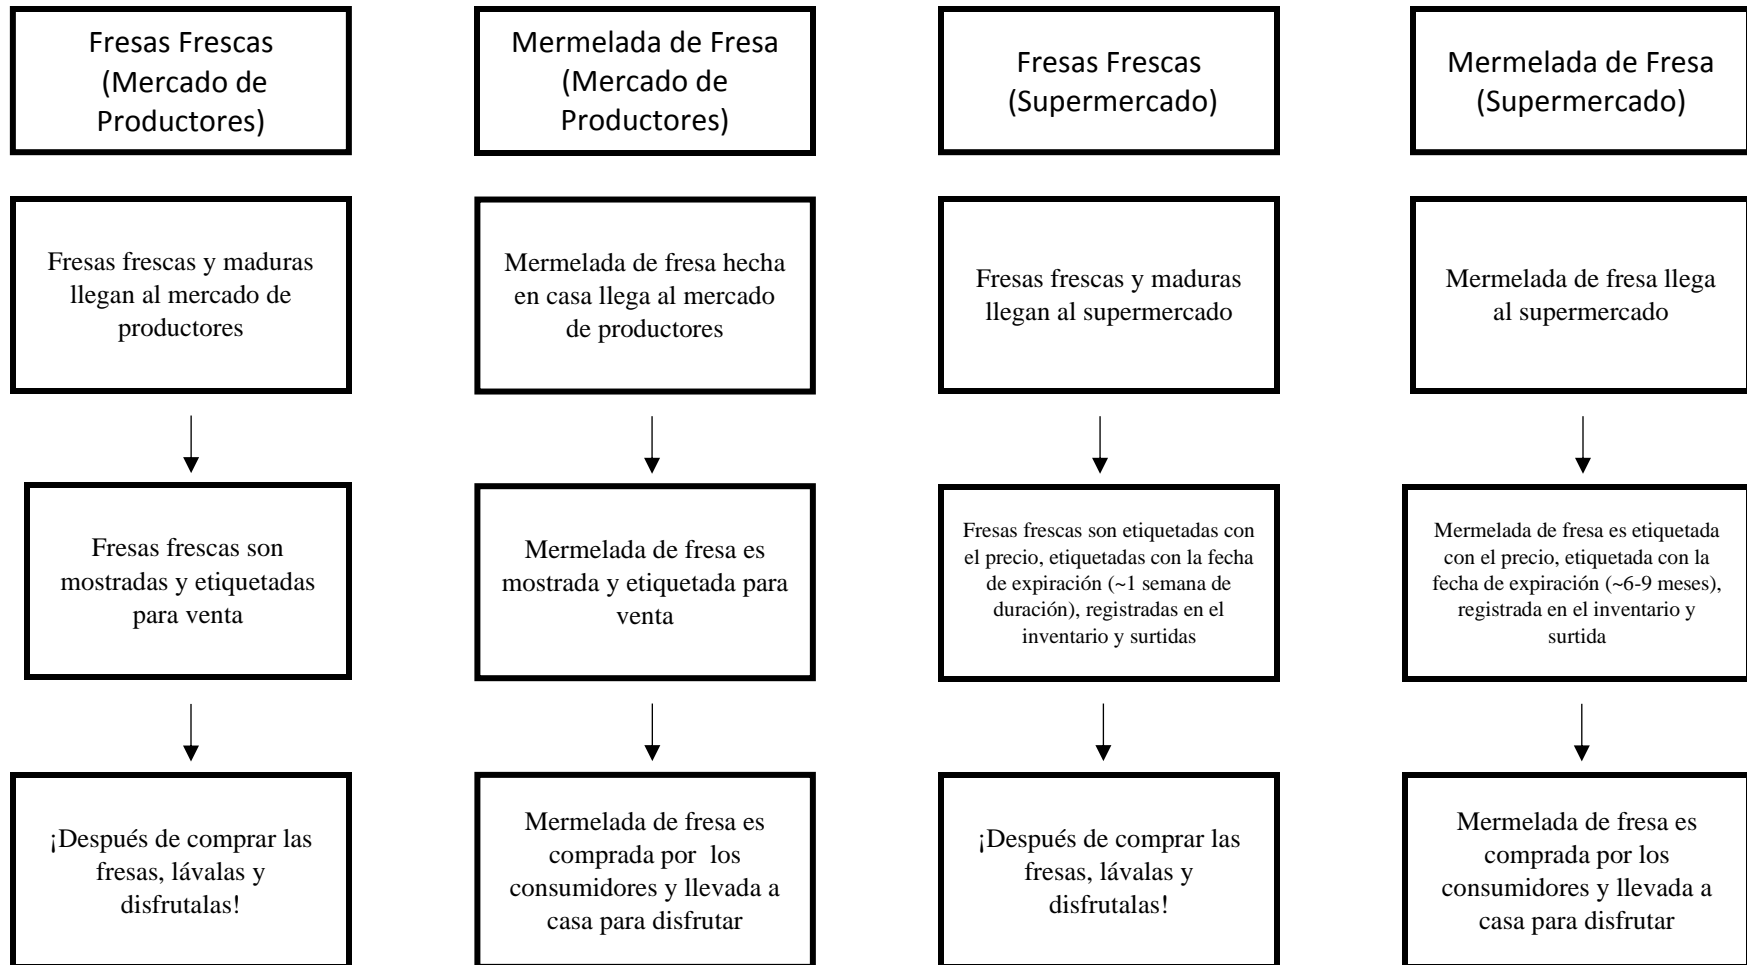 Fresas Frescas
(Mercado de
Productores)
Mermelada de Fresa
(Mercado de
Productores)
Fresas Frescas
(Supermercado)
Mermelada de Fresa
(Supermercado)
Fresas frescas y maduras
llegan al mercado de
productores
Mermelada de fresa hecha
en casa llega al mercado
de productores
Fresas frescas y maduras
llegan al supermercado
Mermelada de fresa llega
al supermercado
Fresas frescas son
mostradas y etiquetadas
para venta
Mermelada de fresa es
mostrada y etiquetada para
venta
Fresas frescas son etiquetadas con
el precio, etiquetadas con la fecha
de expiración (~1 semana de
duración), registradas en el
inventario y surtidas
Mermelada de fresa es etiquetada
con el precio, etiquetada con la
fecha de expiración (~6-9 meses),
registrada en el inventario y
surtida
¡Después de comprar las
fresas, lávalas y
disfrutalas!
Mermelada de fresa es
comprada por los
consumidores y llevada a
casa para disfrutar
¡Después de comprar las
fresas, lávalas y
disfrutalas!
Mermelada de fresa es
comprada por los
consumidores y llevada a
casa para disfrutar